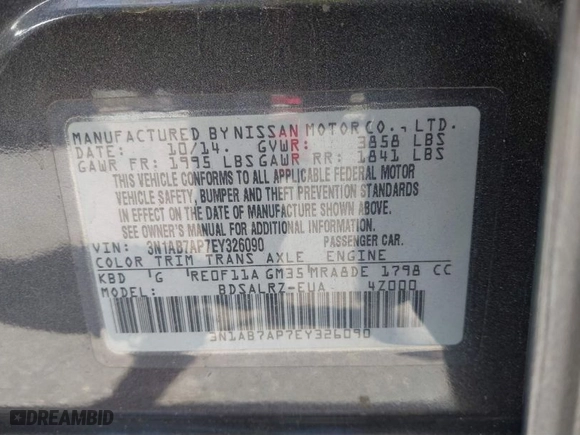 MANUFACTURED BY NISSAN MOTOR CO., LTD.
DATE: 10/14. GVWR: 3858 LBS
GAWR FR: 1995 LBS GAWR RR: 1841 LBS
THIS VEHICLE CONFORMS TO ALL APPLICABLE FEDERAL MOTOR
VEHICLE SAFETY, BUMPER AND THEFT PREVENTION STANDARDS
IN EFFECT ON THE DATE OF MANUFACTURE SHOWN ABOVE.
SEE OWNER'S MANUAL FOR ADDITIONAL INFORMATION.
VIN: 3N1AB7AP7EY326090 PASSENGER CAR.
COLOR TRIM TRANS AXLE ENGINE
KBD G RE0F11A GM35 MRA8DE 1798 CC
MODEL: BDSALRZ-EUA 4Z000
3N1AB7AP7EY326090
DREAMBID